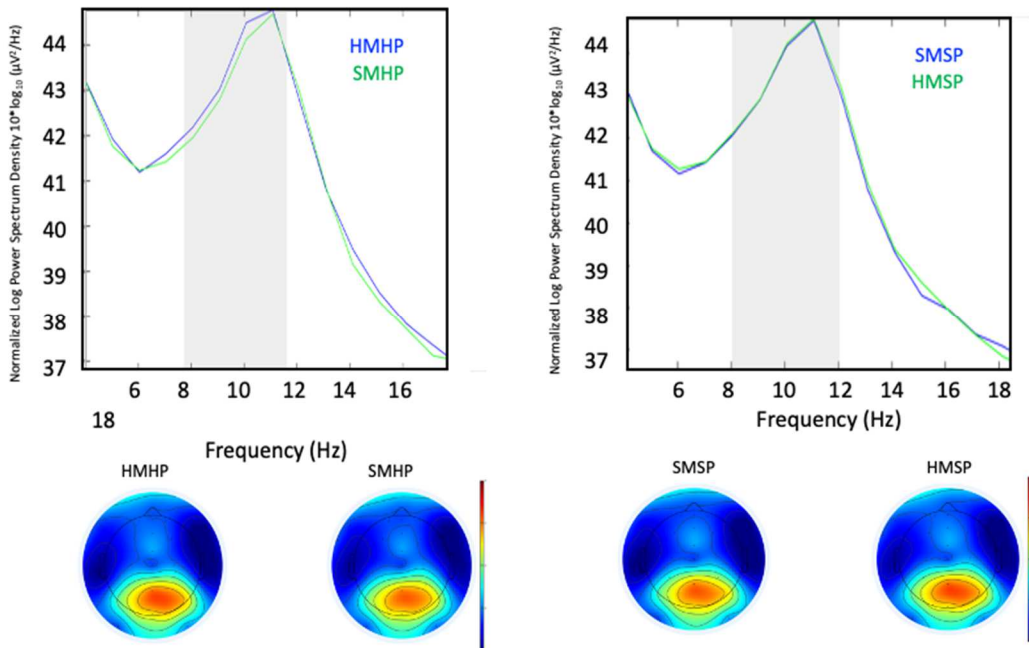 Normalized Log Power Spectrum Density 10*log₁₀ (µV²/Hz)
44
43
42
41
40
39
38
37
HMHP
SMHP
6 8 10 12 14 16
18
Frequency (Hz)
HMHP SMHP
Normalized Log Power Spectrum Density 10*log₁₀ (µV²/Hz)
44
43
42
41
40
39
38
37
SMSP
HMSP
6 8 10 12 14 16 18
Frequency (Hz)
SMSP HMSP